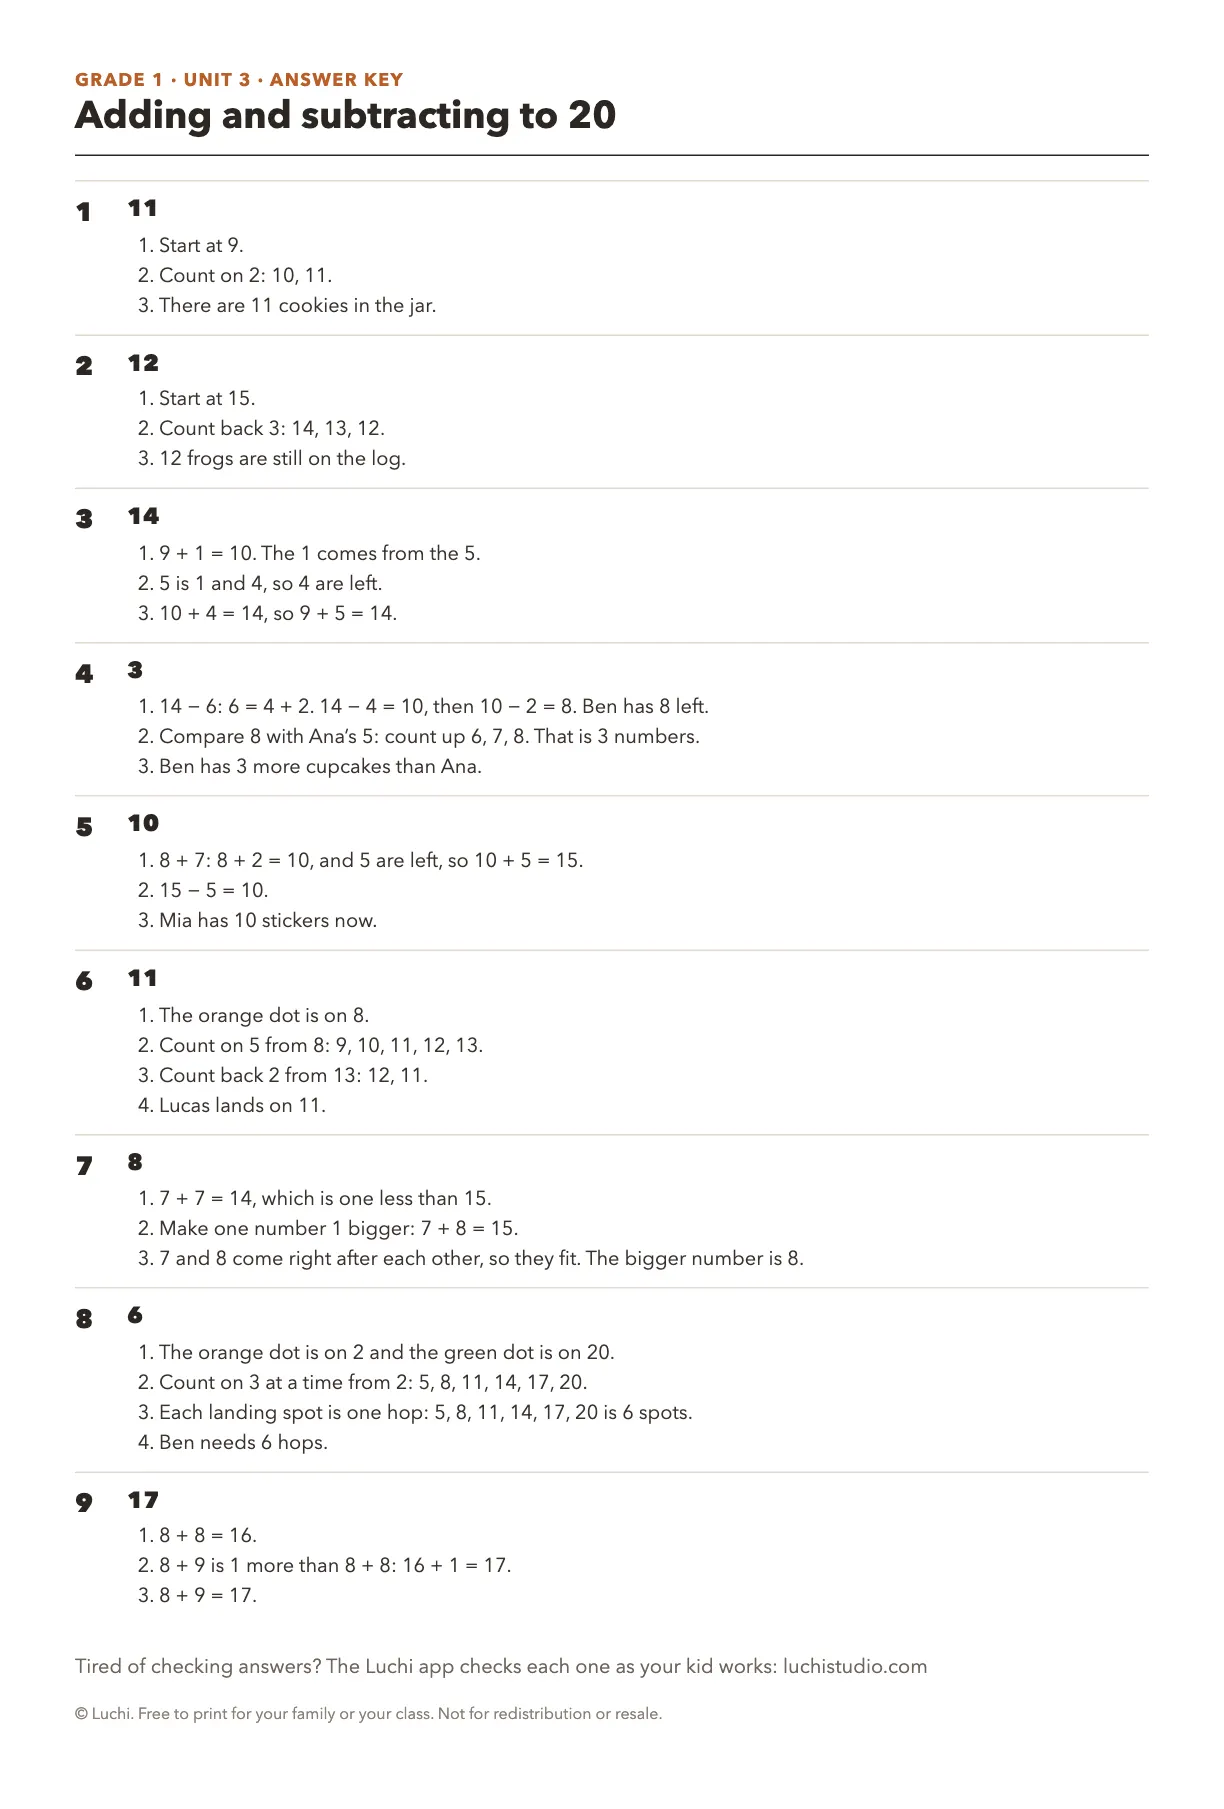 GRADE 1 · UNIT 3 · ANSWER KEY
Adding and subtracting to 20
1 11
1. Start at 9.
2. Count on 2: 10, 11.
3. There are 11 cookies in the jar.
2 12
1. Start at 15.
2. Count back 3: 14, 13, 12.
3. 12 frogs are still on the log.
3 14
1. 9 + 1 = 10. The 1 comes from the 5.
2. 5 is 1 and 4, so 4 are left.
3. 10 + 4 = 14, so 9 + 5 = 14.
4 3
1. 14 − 6: 6 = 4 + 2. 14 − 4 = 10, then 10 − 2 = 8. Ben has 8 left.
2. Compare 8 with Ana’s 5: count up 6, 7, 8. That is 3 numbers.
3. Ben has 3 more cupcakes than Ana.
5 10
1. 8 + 7: 8 + 2 = 10, and 5 are left, so 10 + 5 = 15.
2. 15 − 5 = 10.
3. Mia has 10 stickers now.
6 11
1. The orange dot is on 8.
2. Count on 5 from 8: 9, 10, 11, 12, 13.
3. Count back 2 from 13: 12, 11.
4. Lucas lands on 11.
7 8
1. 7 + 7 = 14, which is one less than 15.
2. Make one number 1 bigger: 7 + 8 = 15.
3. 7 and 8 come right after each other, so they fit. The bigger number is 8.
8 6
1. The orange dot is on 2 and the green dot is on 20.
2. Count on 3 at a time from 2: 5, 8, 11, 14, 17, 20.
3. Each landing spot is one hop: 5, 8, 11, 14, 17, 20 is 6 spots.
4. Ben needs 6 hops.
9 17
1. 8 + 8 = 16.
2. 8 + 9 is 1 more than 8 + 8: 16 + 1 = 17.
3. 8 + 9 = 17.
Tired of checking answers? The Luchi app checks each one as your kid works: luchistudio.com
© Luchi. Free to print for your family or your class. Not for redistribution or resale.